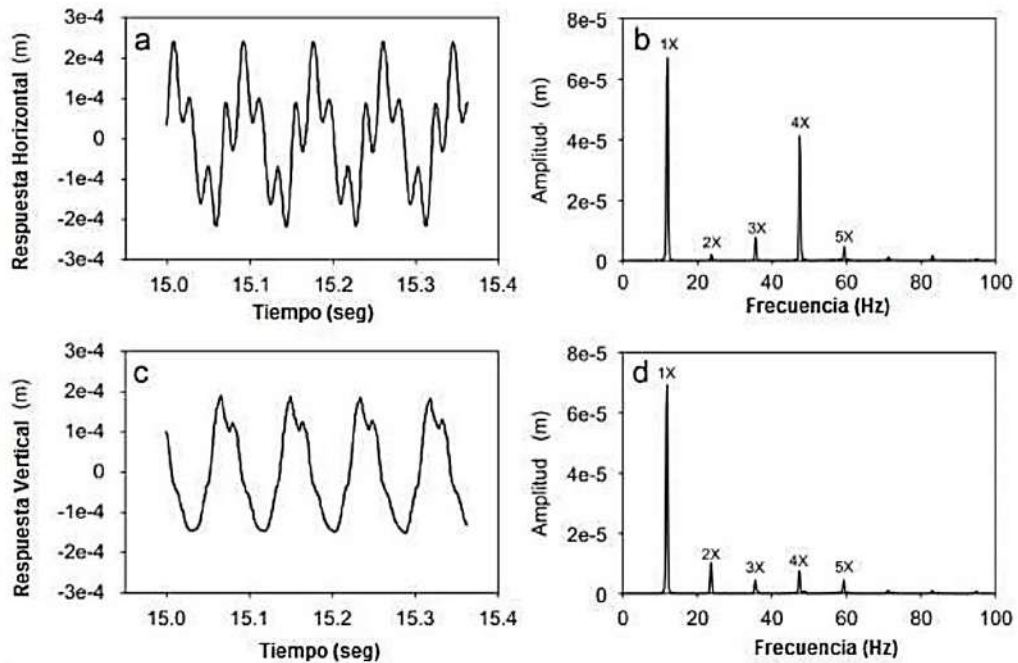 a
Respuesta Horizontal (m)
3e-4
2e-4
1e-4
0
-1e-4
-2e-4
-3e-4
15.0 15.1 15.2 15.3 15.4
Tiempo (seg)
b
Amplitud (m)
8e-5
6e-5
4e-5
2e-5
0
1X
2X
3X
4X
5X
0 20 40 60 80 100
Frecuencia (Hz)
c
Respuesta Vertical (m)
3e-4
2e-4
1e-4
0
-1e-4
-2e-4
-3e-4
15.0 15.1 15.2 15.3 15.4
Tiempo (seg)
d
Amplitud (m)
8e-5
6e-5
4e-5
2e-5
0
1X
2X
3X
4X
5X
0 20 40 60 80 100
Frecuencia (Hz)